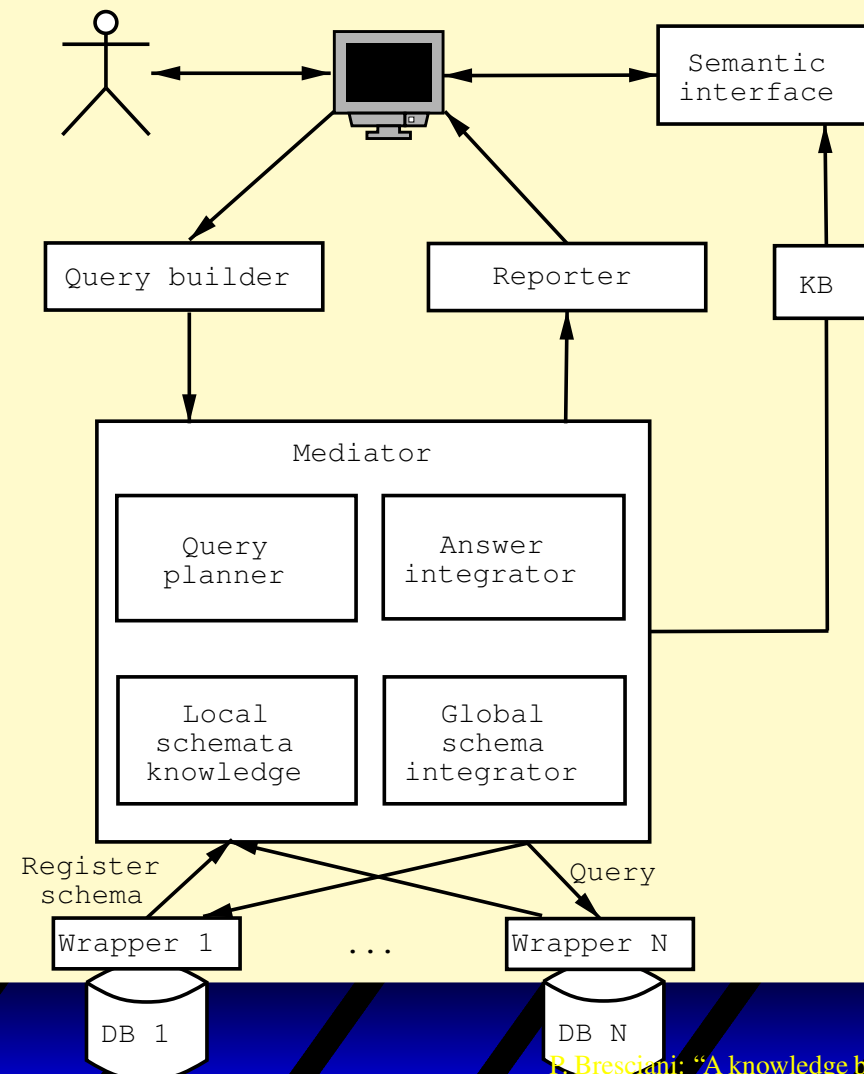 Semantic
interface
Query builder
Reporter
KB
Mediator
Query
planner
Answer
integrator
Local
schemata
knowledge
Global
schema
integrator
Register
schema
Query
Wrapper 1
...
Wrapper N
DB 1
DB N
P. Bresciani: “A knowledge b